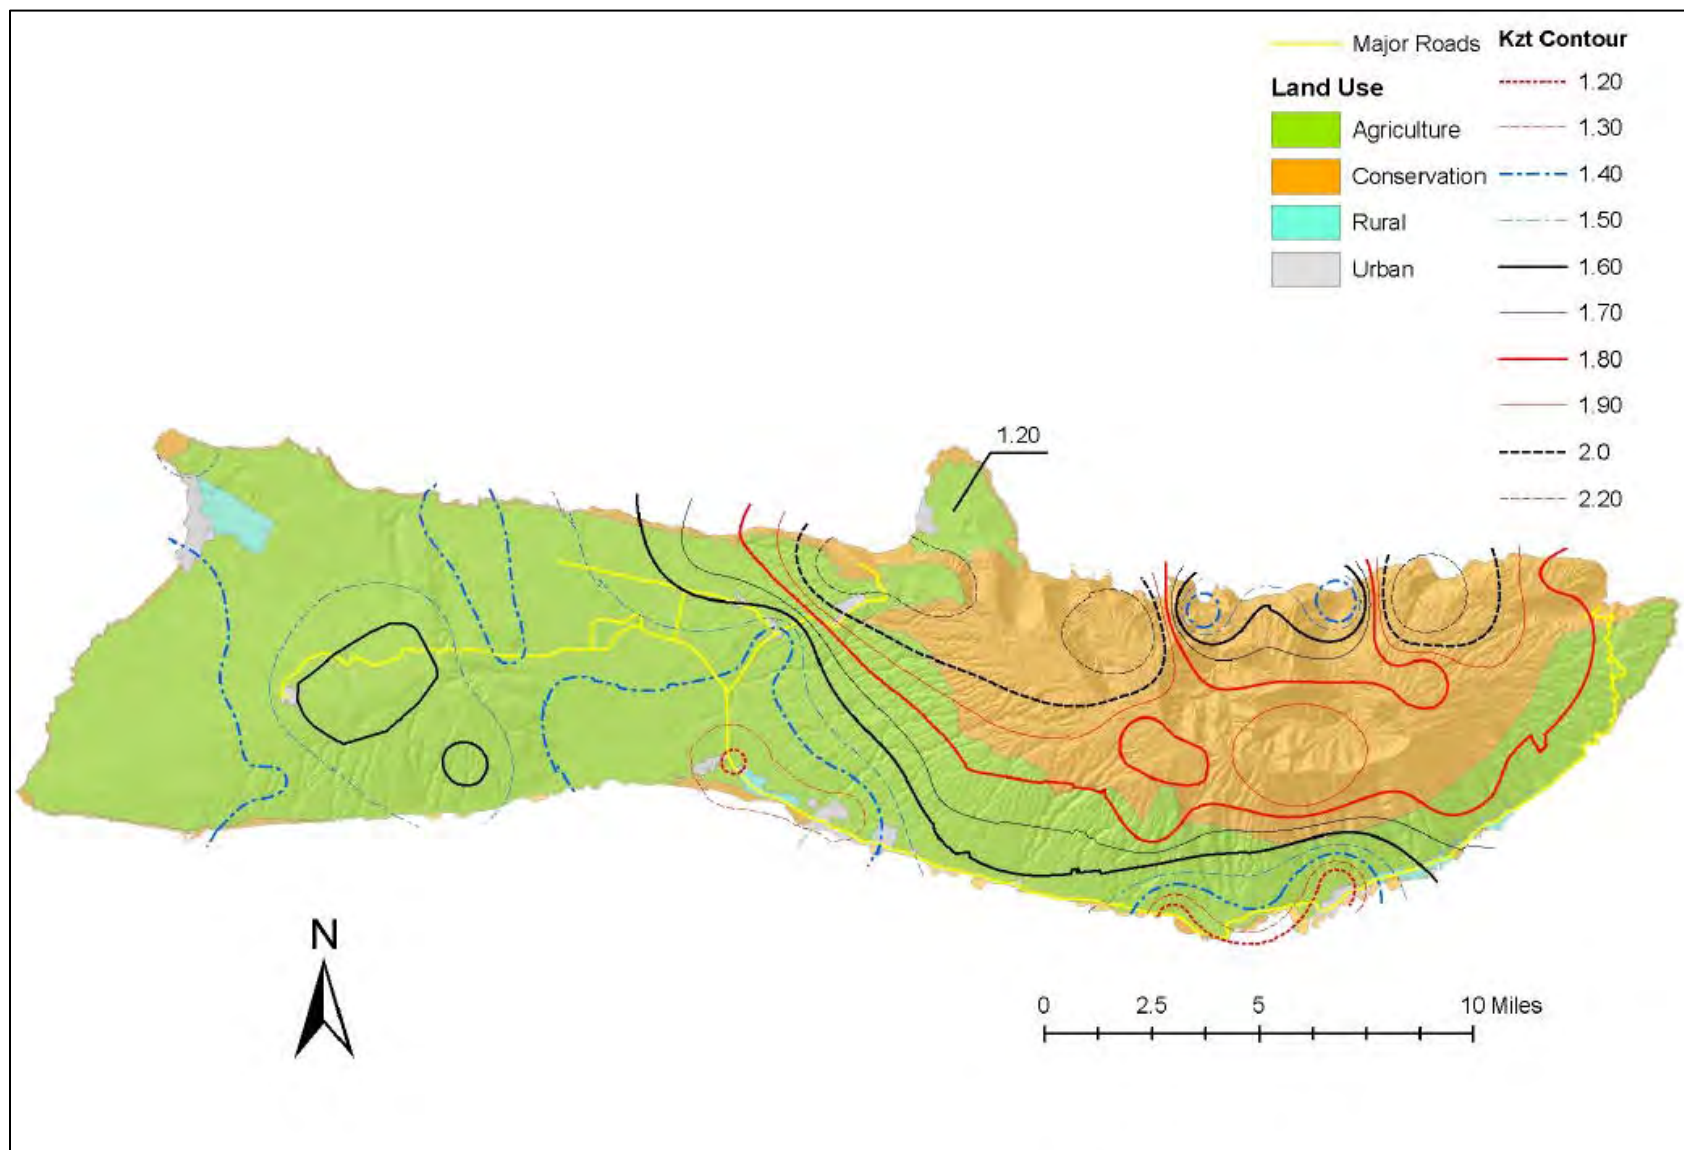 Major Roads
Land Use
Agriculture
Conservation
Rural
Urban
Kzt Contour
1.20
1.30
1.40
1.50
1.60
1.70
1.80
1.90
2.0
2.20
1.20
N
0 2.5 5 10 Miles